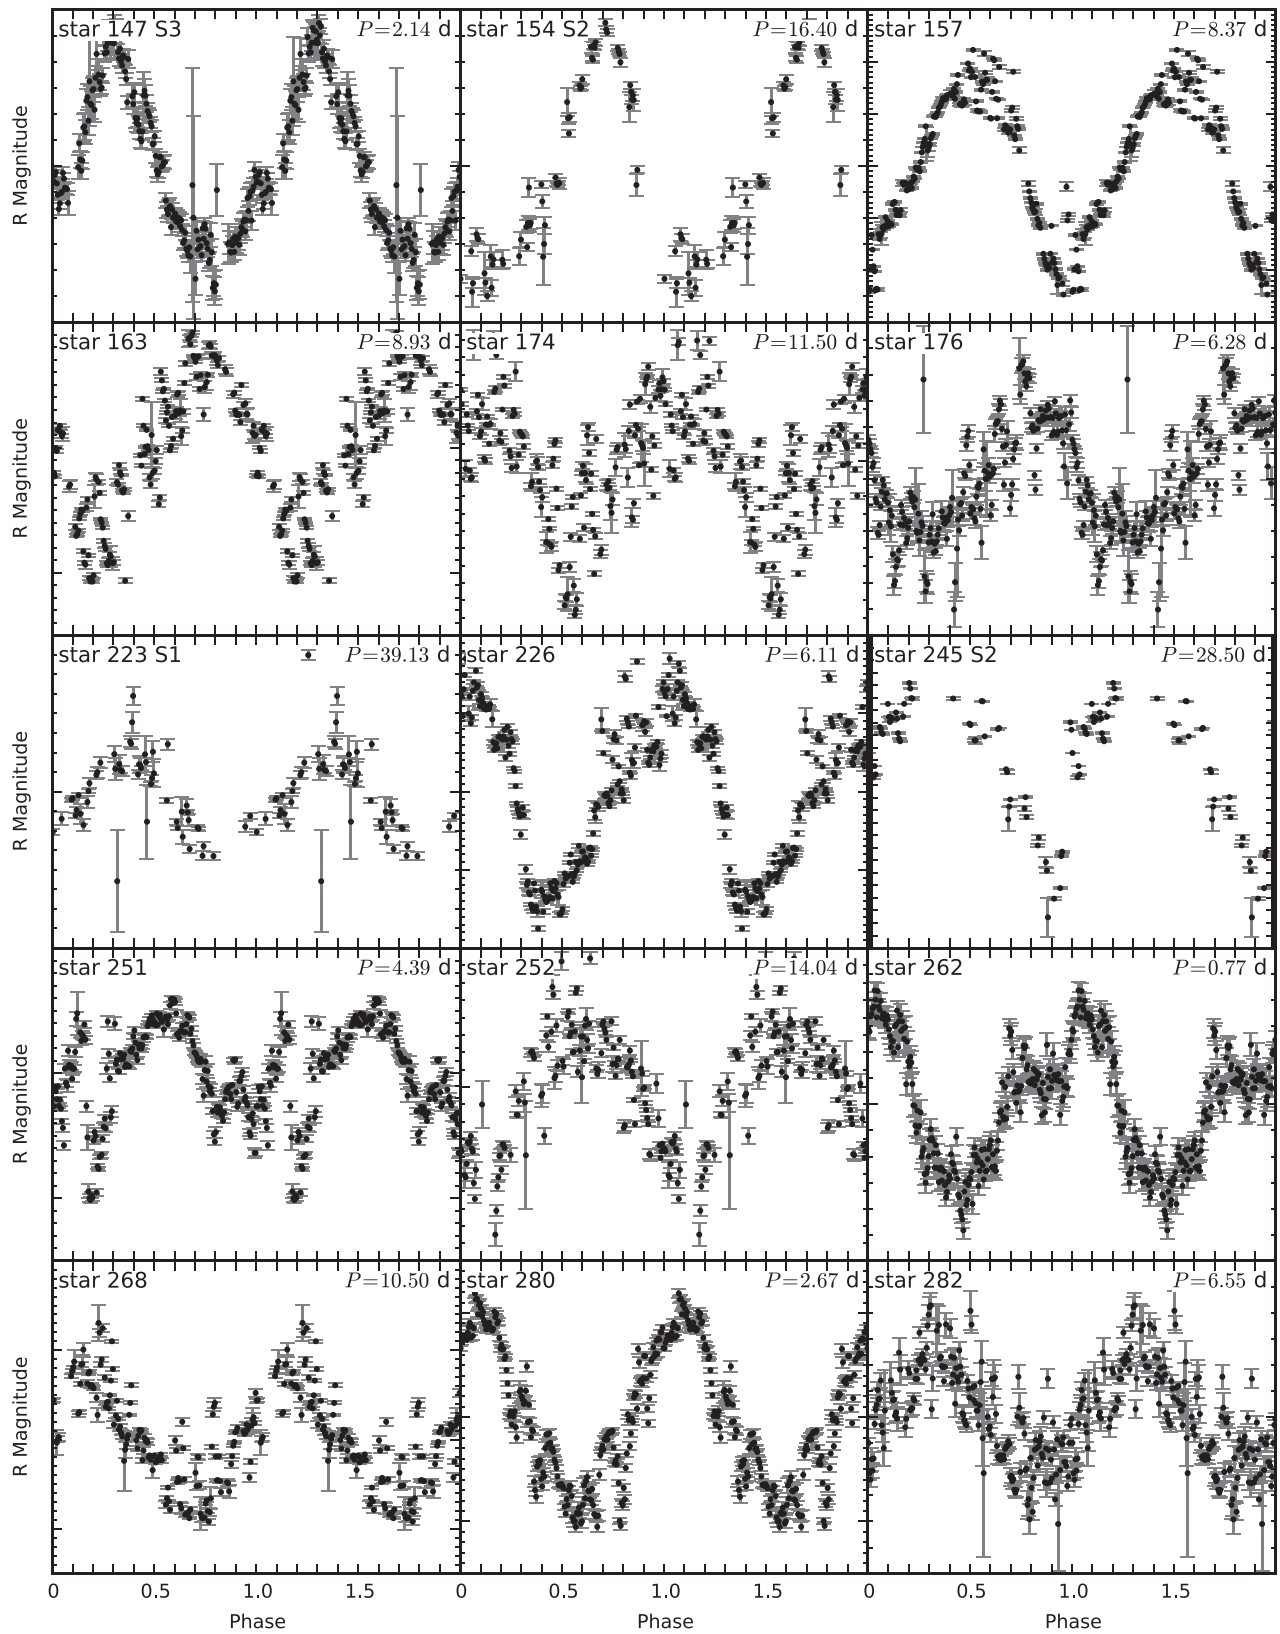 star 147 S3 P=2.14 d
star 154 S2 P=16.40 d
star 157 P=8.37 d
R Magnitude
star 163 P=8.93 d
star 174 P=11.50 d
star 176 P=6.28 d
R Magnitude
star 223 S1 P=39.13 d
star 226 P=6.11 d
star 245 S2 P=28.50 d
R Magnitude
star 251 P=4.39 d
star 252 P=14.04 d
star 262 P=0.77 d
R Magnitude
star 268 P=10.50 d
star 280 P=2.67 d
star 282 P=6.55 d
R Magnitude
0 0.5 1.0 1.5
0 0.5 1.0 1.5
0 0.5 1.0 1.5
Phase
Phase
Phase